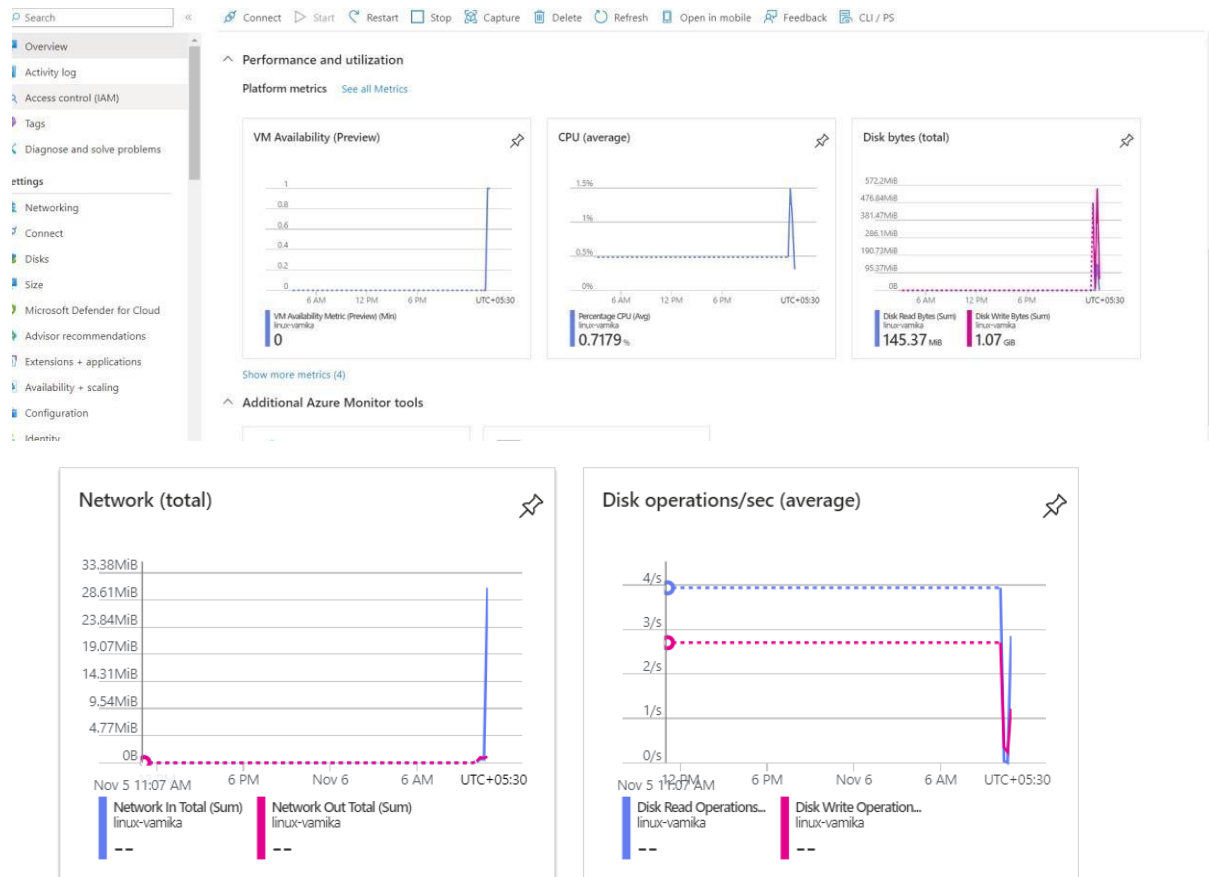 Search «
Connect Start Restart Stop Capture Delete Refresh Open in mobile Feedback CLI / PS
Overview
Activity log
Access control (IAM)
Tags
Diagnose and solve problems
ettings
Networking
Connect
Disks
Size
Microsoft Defender for Cloud
Advisor recommendations
Extensions + applications
Availability + scaling
Configuration
Identity
Performance and utilization
Platform metrics See all Metrics
VM Availability (Preview)
1
0.8
0.6
0.4
0.2
0
6 AM 12 PM 6 PM UTC+05:30
VM Availability Metric (Preview) (Min)
linux-vamika
0
CPU (average)
1.5%
1%
0.5%
0%
6 AM 12 PM 6 PM UTC+05:30
Percentage CPU (Avg)
linux-vamika
0.7179 %
Disk bytes (total)
572.2MiB
476.84MiB
381.47MiB
286.1MiB
190.73MiB
95.37MiB
0B
6 AM 12 PM 6 PM UTC+05:30
Disk Read Bytes (Sum)
linux-vamika
145.37 MiB
Disk Write Bytes (Sum)
linux-vamika
1.07 GiB
Show more metrics (4)
Additional Azure Monitor tools
Network (total)
33.38MiB
28.61MiB
23.84MiB
19.07MiB
14.31MiB
9.54MiB
4.77MiB
0B
Nov 5 11:07 AM 6 PM Nov 6 6 AM UTC+05:30
Network In Total (Sum)
linux-vamika
--
Network Out Total (Sum)
linux-vamika
--
Disk operations/sec (average)
4/s
3/s
2/s
1/s
0/s
Nov 5 11:07 AM 12 PM 6 PM Nov 6 6 AM UTC+05:30
Disk Read Operations...
linux-vamika
--
Disk Write Operation...
linux-vamika
--